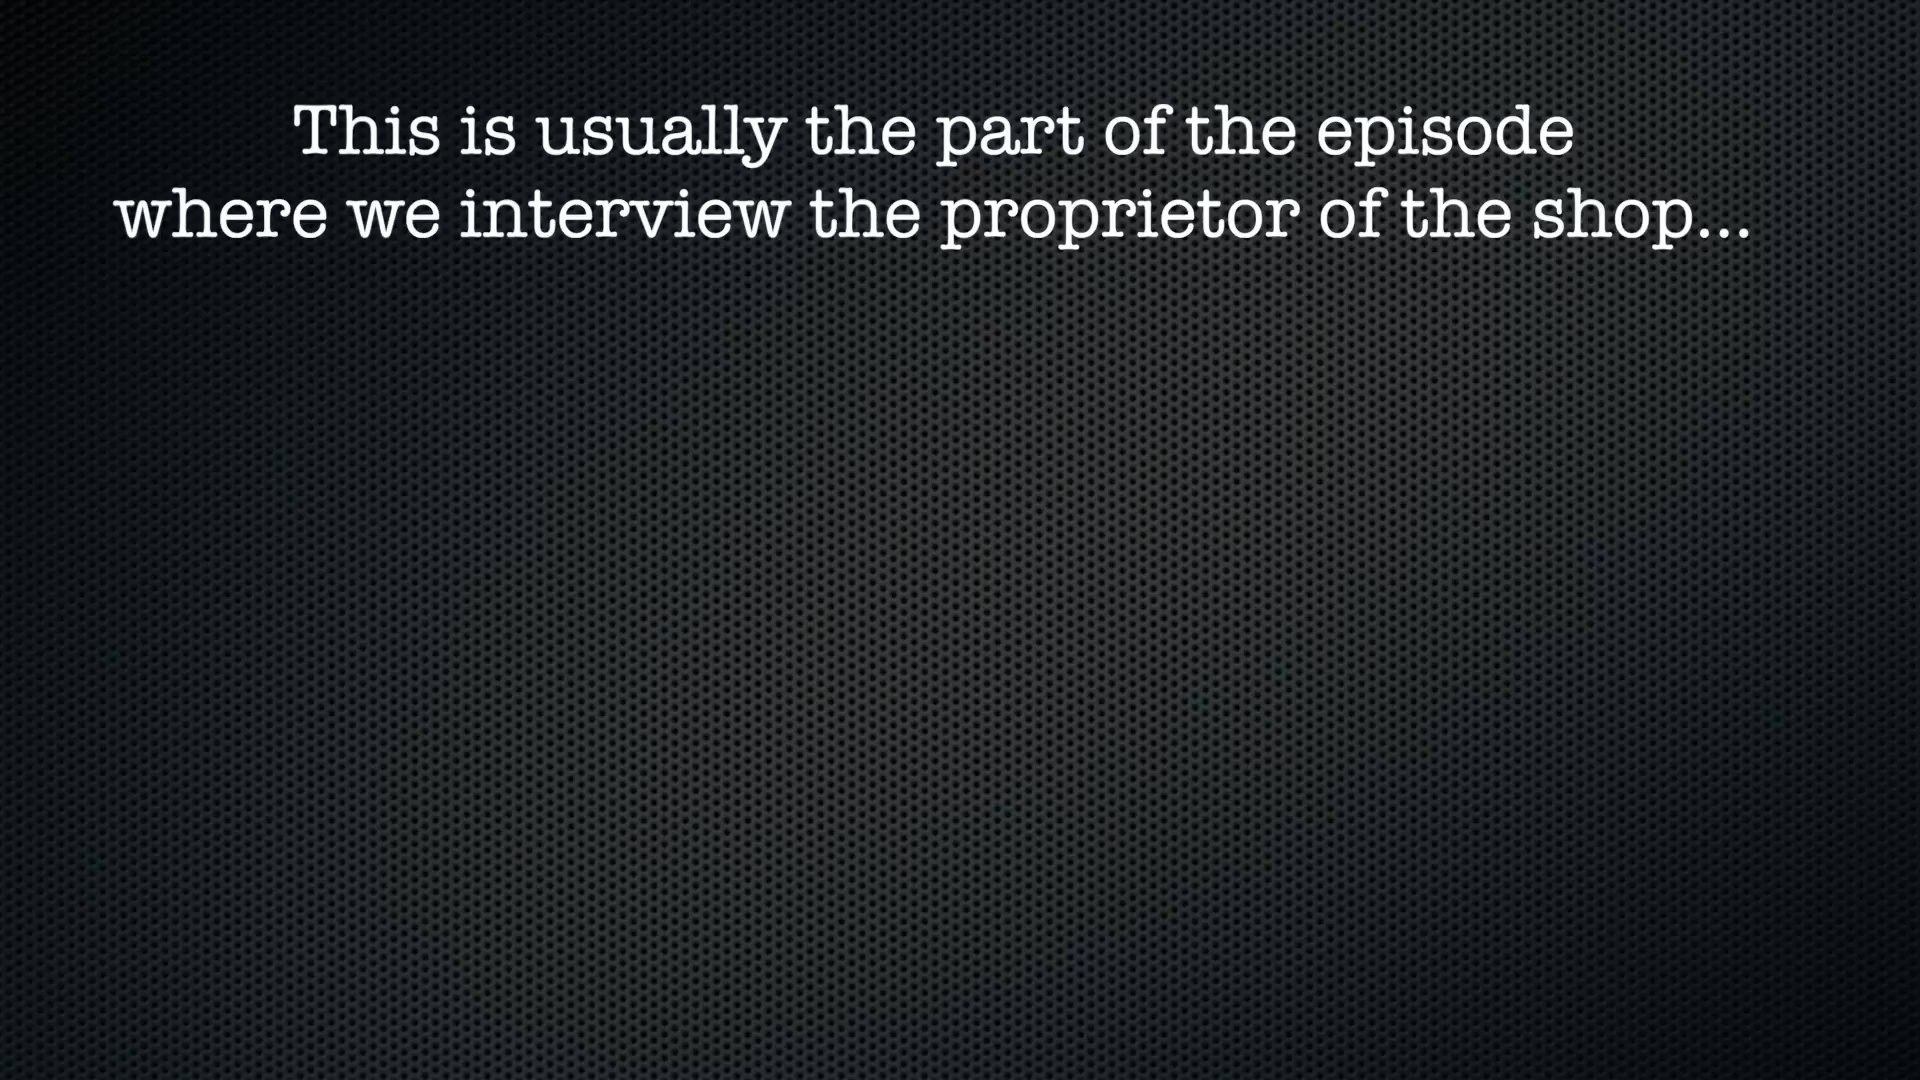 This is usually the part of the episode
where we interview the proprietor of the shop...